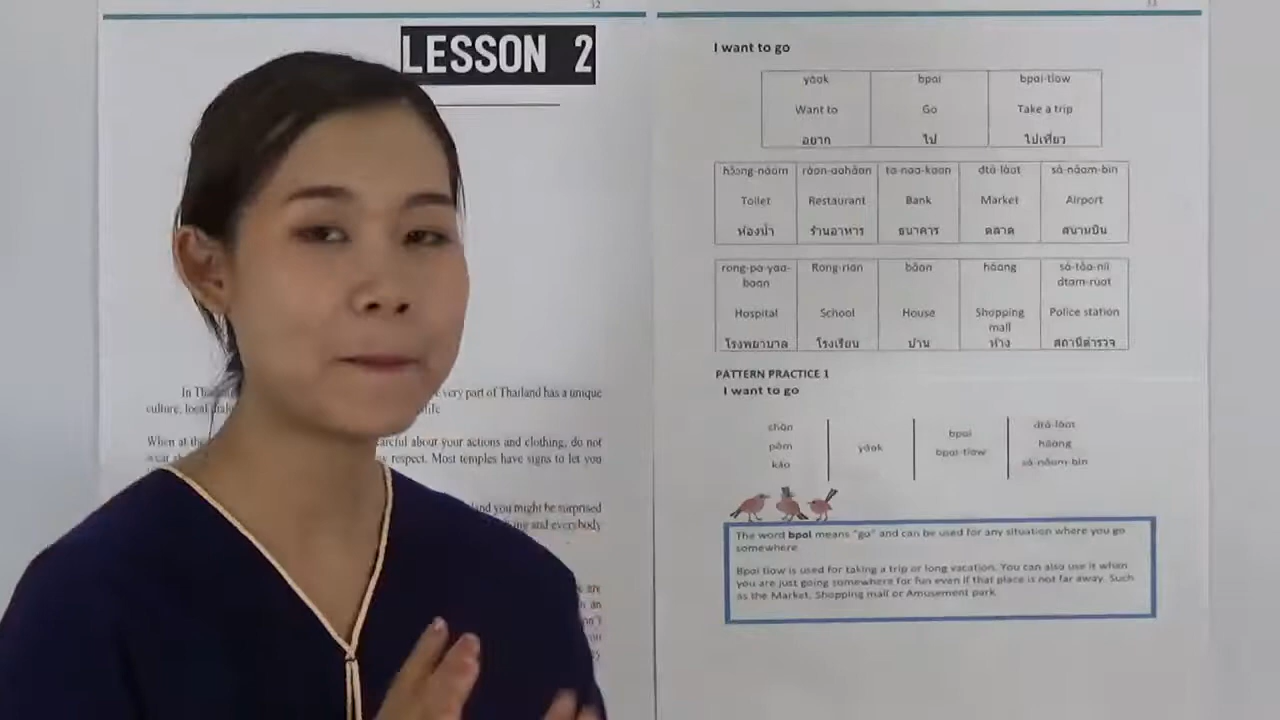 32
LESSON 2
In
very part of Thailand has a unique
culture, local
life
When at the
careful about your actions and clothing, do not
respect. Most temples have signs to let you
land you might be surprised
and everybody
are
an
33
I want to go
yàak bpai bpai-tîow
Want to Go Take a trip
อยาก ไป ไปเที่ยว
hông-náam ráan-aahǎan ta-naa-kaan dta-làat sà-nǎam-bin
Toilet Restaurant Bank Market Airport
ห้องน้ำ ร้านอาหาร ธนาคาร ตลาด สนามบิน
rong-pa-yaa- Rong-rian bâan hâang sà-tǎa-nii
baan dtam-rùat
Hospital School House Shopping Police station
mall
โรงพยาบาล โรงเรียน บ้าน ห้าง สถานีตำรวจ
PATTERN PRACTICE 1
I want to go
chǎn
pǒm
kǎo
yàak
bpai
bpai-tîow
dta-làat
hâang
sà-nǎam-bin
The word bpai means "go" and can be used for any situation where you go
somewhere
Bpai tîow is used for taking a trip or long vacation. You can also use it when
you are just going somewhere for fun even if that place is not far away. Such
as the Market, Shopping mall or Amusement park